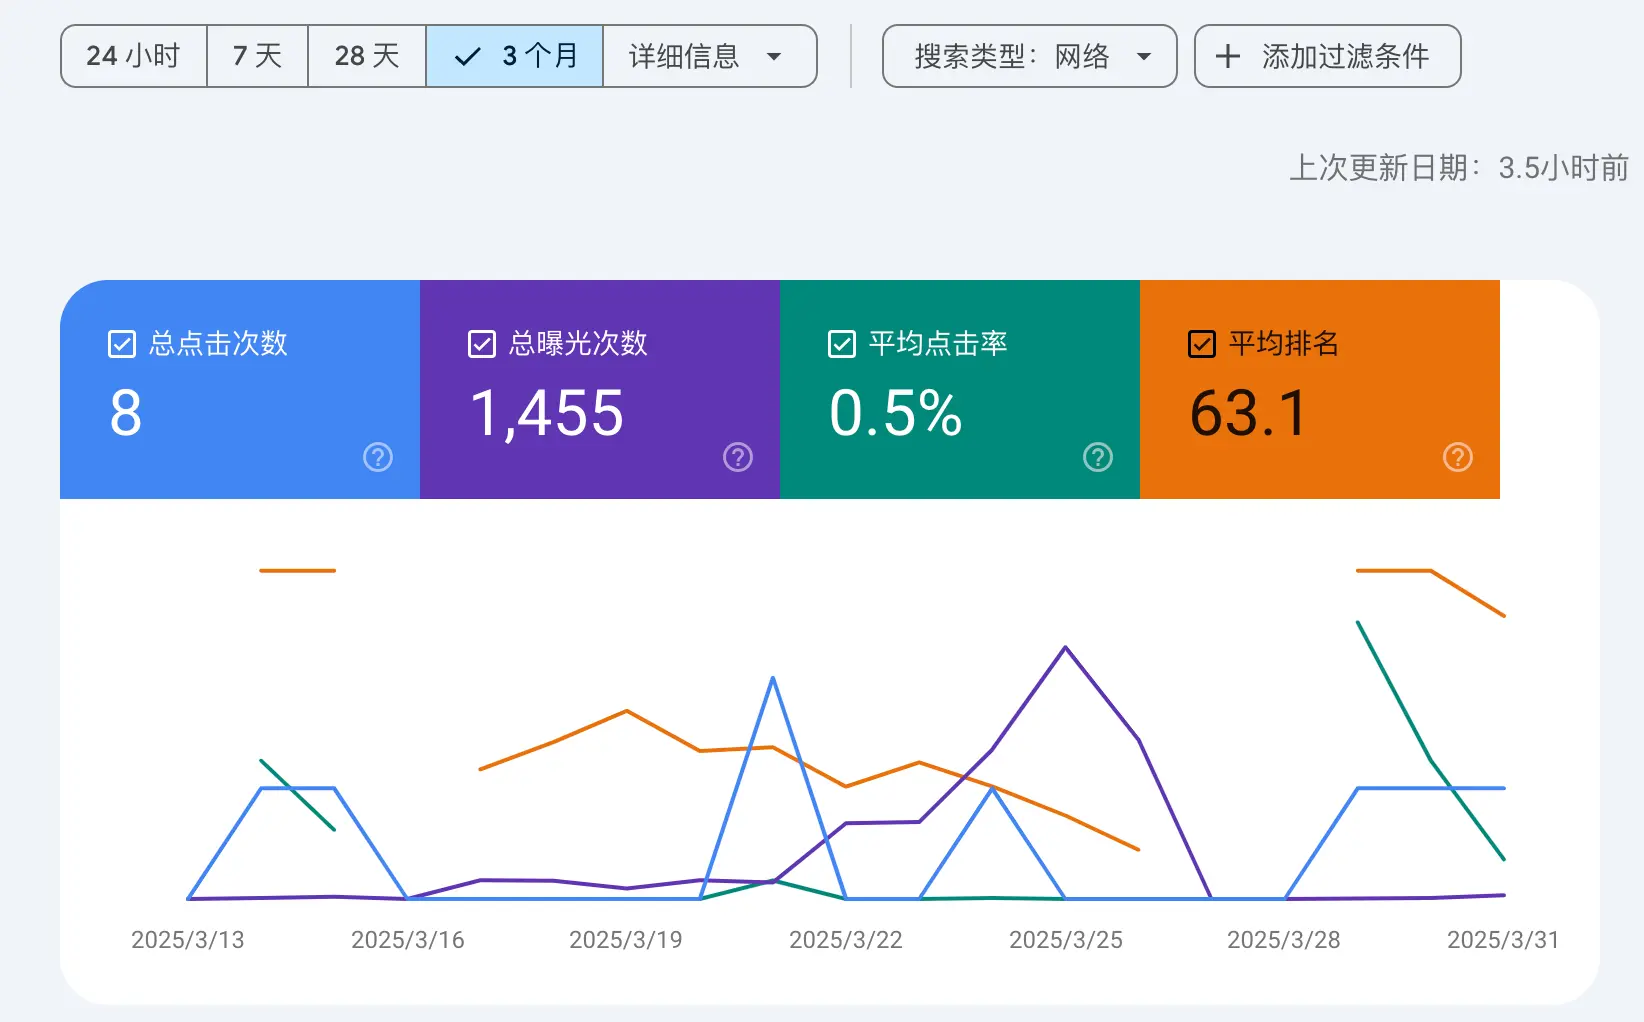 24 小时 7 天 28 天 3 个月 详细信息 搜索类型：网络 添加过滤条件
上次更新日期：3.5小时前
总点击次数 总曝光次数 平均点击率 平均排名
8 1,455 0.5% 63.1
2025/3/13 2025/3/16 2025/3/19 2025/3/22 2025/3/25 2025/3/28 2025/3/31